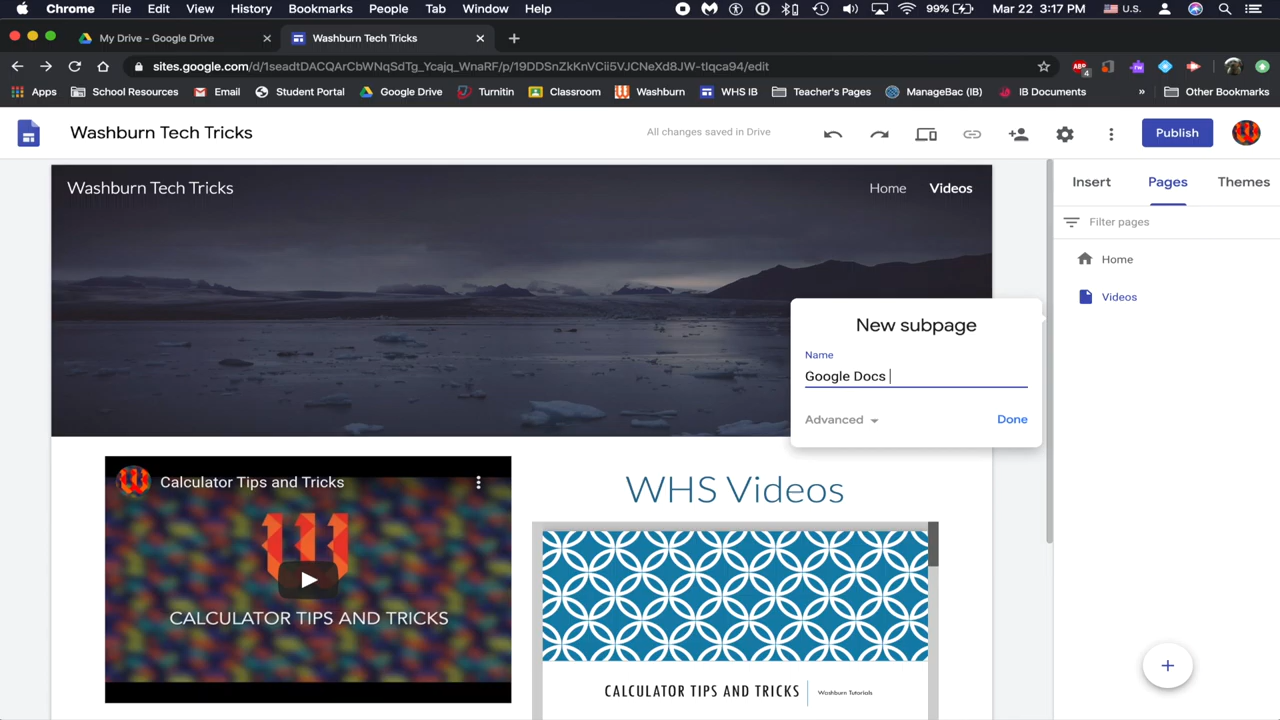 Chrome File Edit View History Bookmarks People Tab Window Help 99% Mar 22 3:17 PM U.S.
My Drive - Google Drive Washburn Tech Tricks
sites.google.com/d/1seadtDACQArCbWNqSdTg_Ycajq_WnaRF/p/19DDSnZkKnVCii5VJCNeXd8JW-tIqca94/edit
Apps School Resources Email Student Portal Google Drive Turnitin Classroom Washburn WHS IB Teacher's Pages ManageBac (IB) IB Documents » Other Bookmarks
Washburn Tech Tricks All changes saved in Drive Publish
Insert Pages Themes
Washburn Tech Tricks Home Videos
Filter pages
Home
Videos
New subpage
Name
Google Docs
Advanced Done
Calculator Tips and Tricks
CALCULATOR TIPS AND TRICKS
WHS Videos
CALCULATOR TIPS AND TRICKS Washburn Tutorials